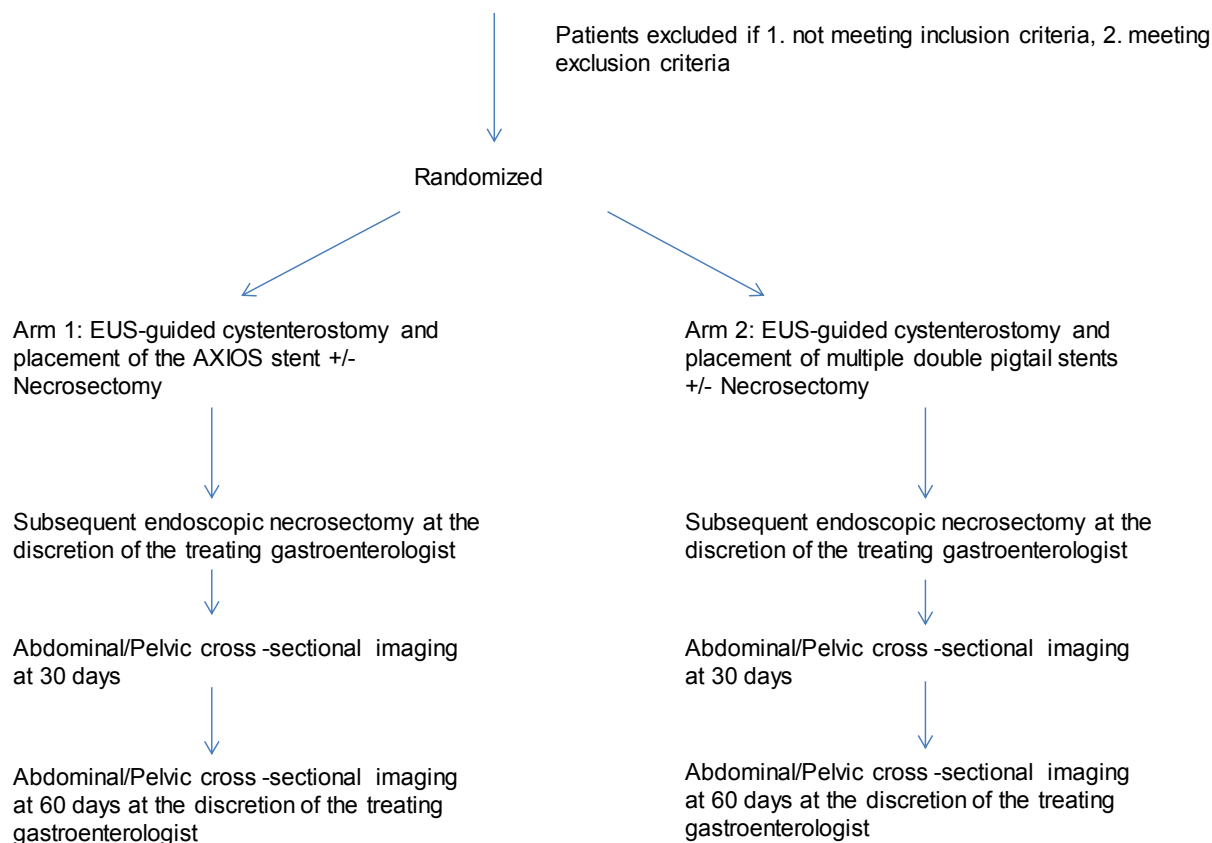 Patients excluded if 1. not meeting inclusion criteria, 2. meeting
exclusion criteria
Randomized
Arm 1: EUS-guided cystenterostomy and
placement of the AXIOS stent +/-
Necrosectomy
Arm 2: EUS-guided cystenterostomy and
placement of multiple double pigtail stents
+/- Necrosectomy
Subsequent endoscopic necrosectomy at the
discretion of the treating gastroenterologist
Subsequent endoscopic necrosectomy at the
discretion of the treating gastroenterologist
Abdominal/Pelvic cross -sectional imaging
at 30 days
Abdominal/Pelvic cross -sectional imaging
at 30 days
Abdominal/Pelvic cross -sectional imaging
at 60 days at the discretion of the treating
gastroenterologist
Abdominal/Pelvic cross -sectional imaging
at 60 days at the discretion of the treating
gastroenterologist